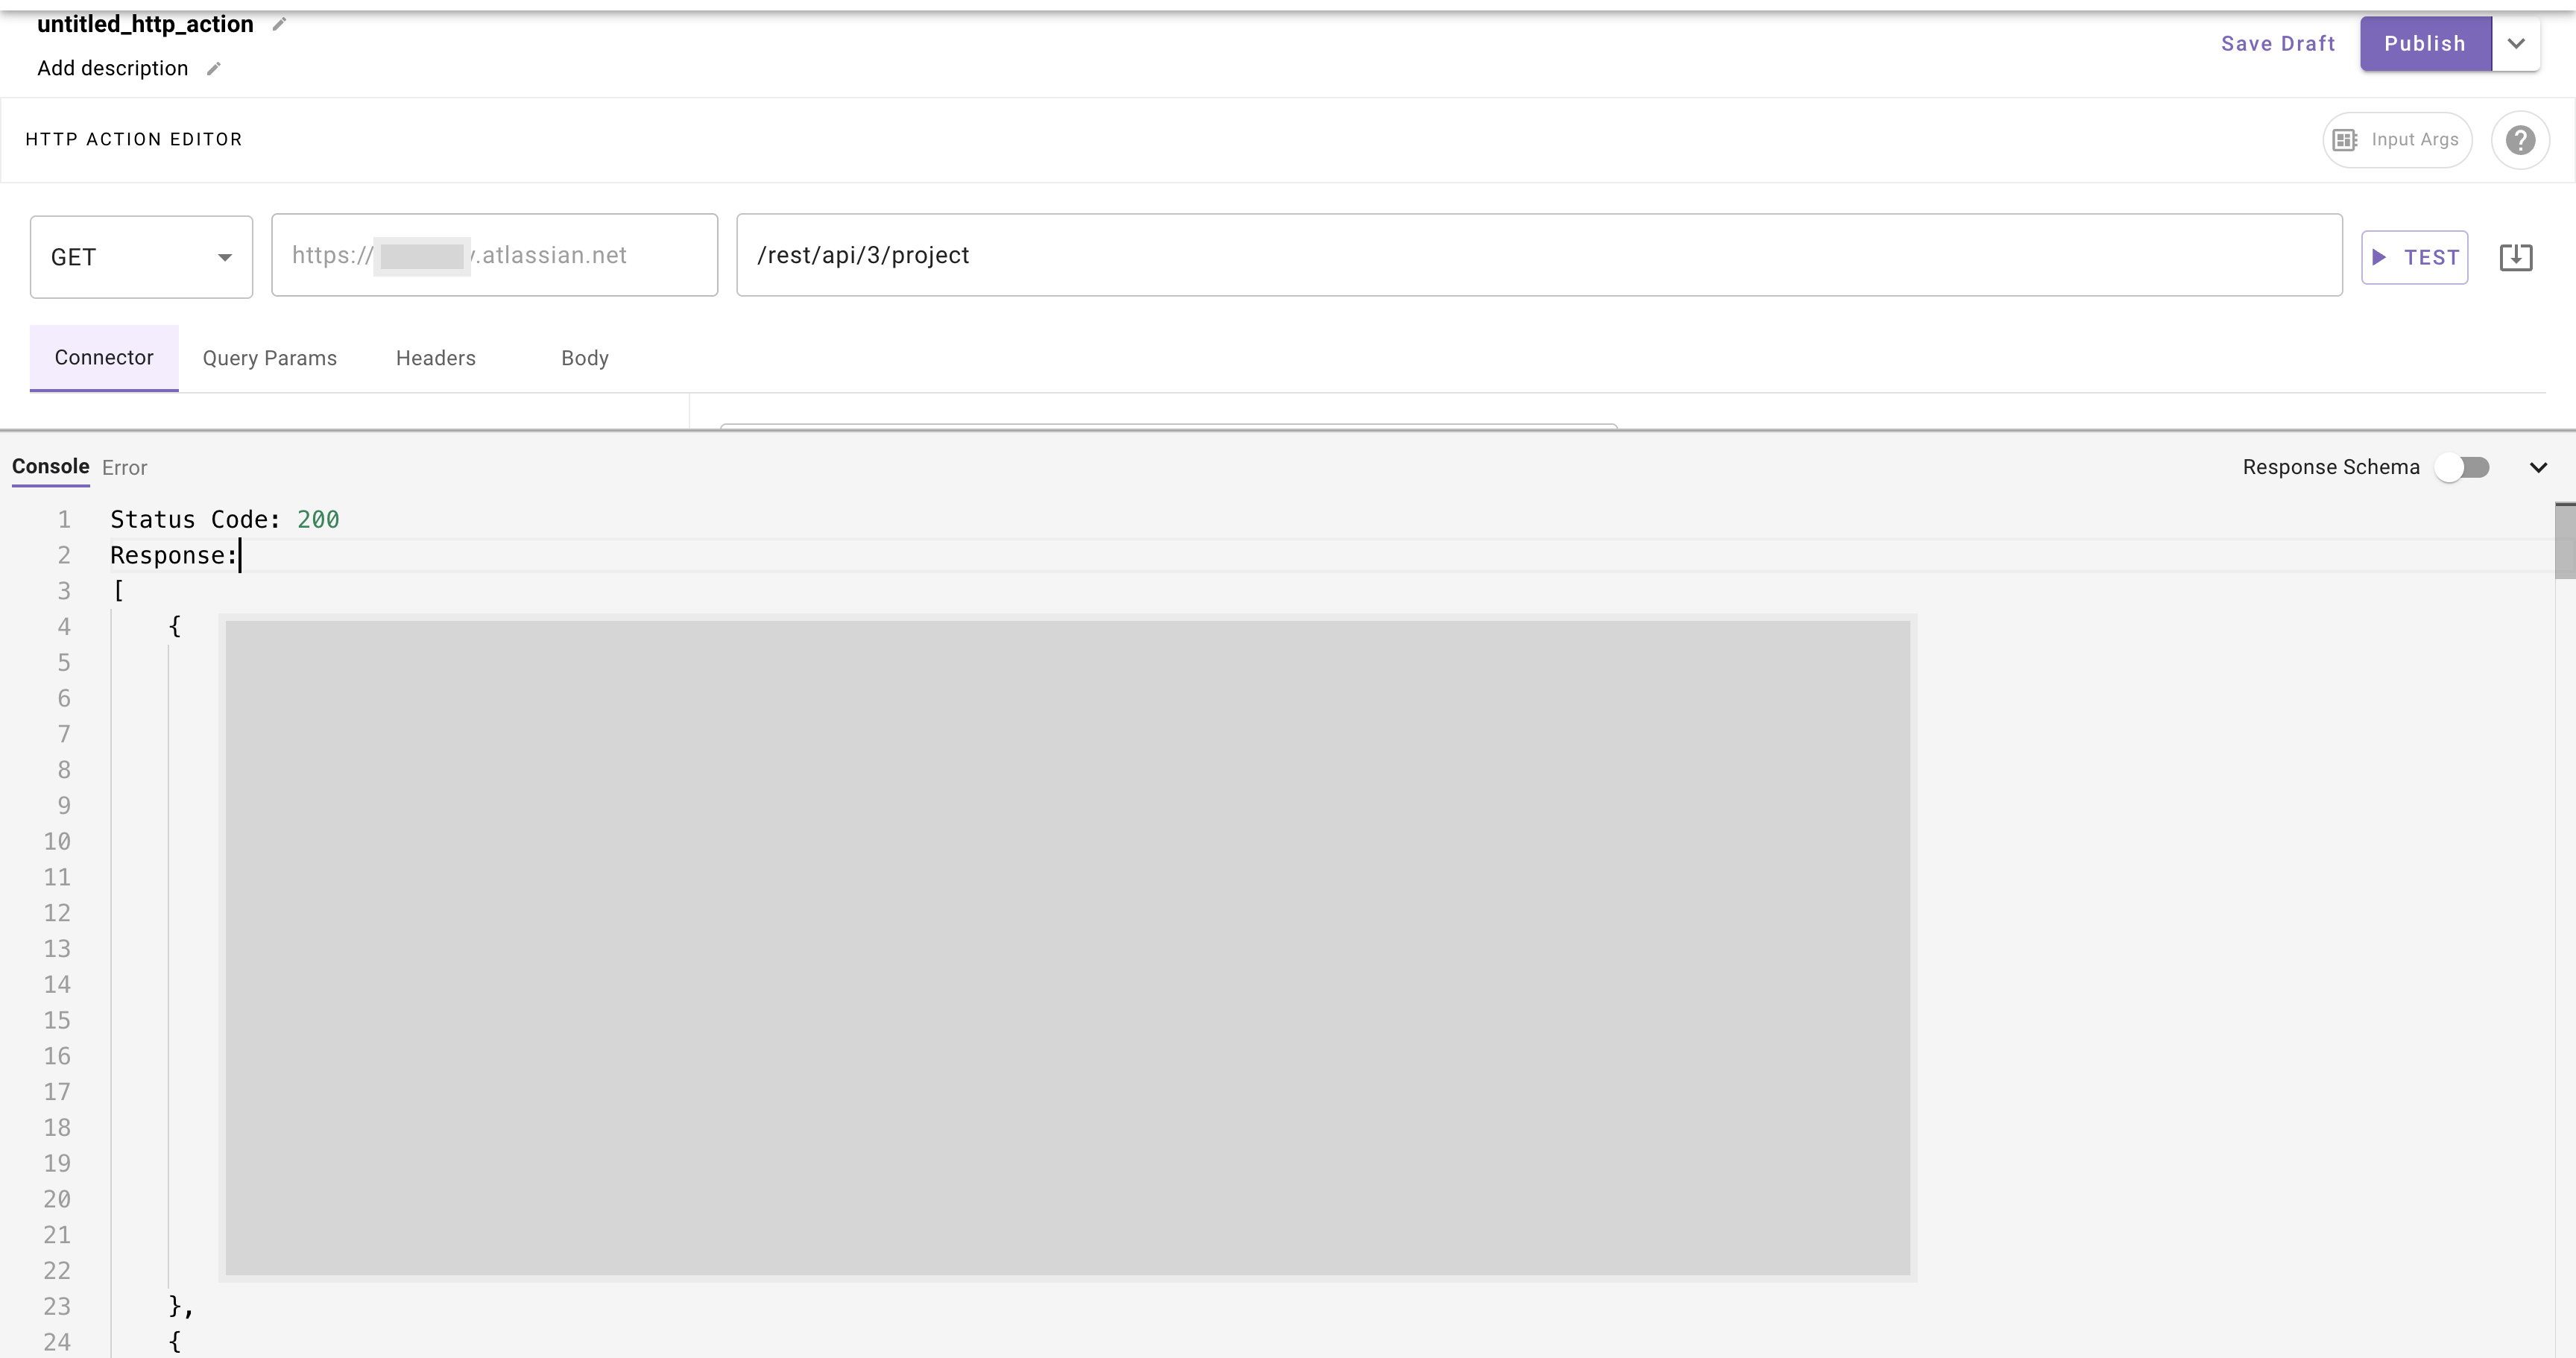 untitled_http_action
Add description
Save Draft
Publish
HTTP ACTION EDITOR
Input Args
GET
https:// .atlassian.net
/rest/api/3/project
TEST
Connector
Query Params
Headers
Body
Console
Error
Response Schema
1 Status Code: 200
2 Response:
3 [
4 {
5
6
7
8
9
10
11
12
13
14
15
16
17
18
19
20
21
22
23 },
24 {